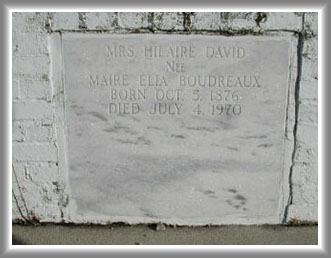 MRS. HILAIRE DAVID
NEE
MAIRE ELIA BOUDREAUX
BORN OCT. 5, 1876
DIED JULY 4, 1970